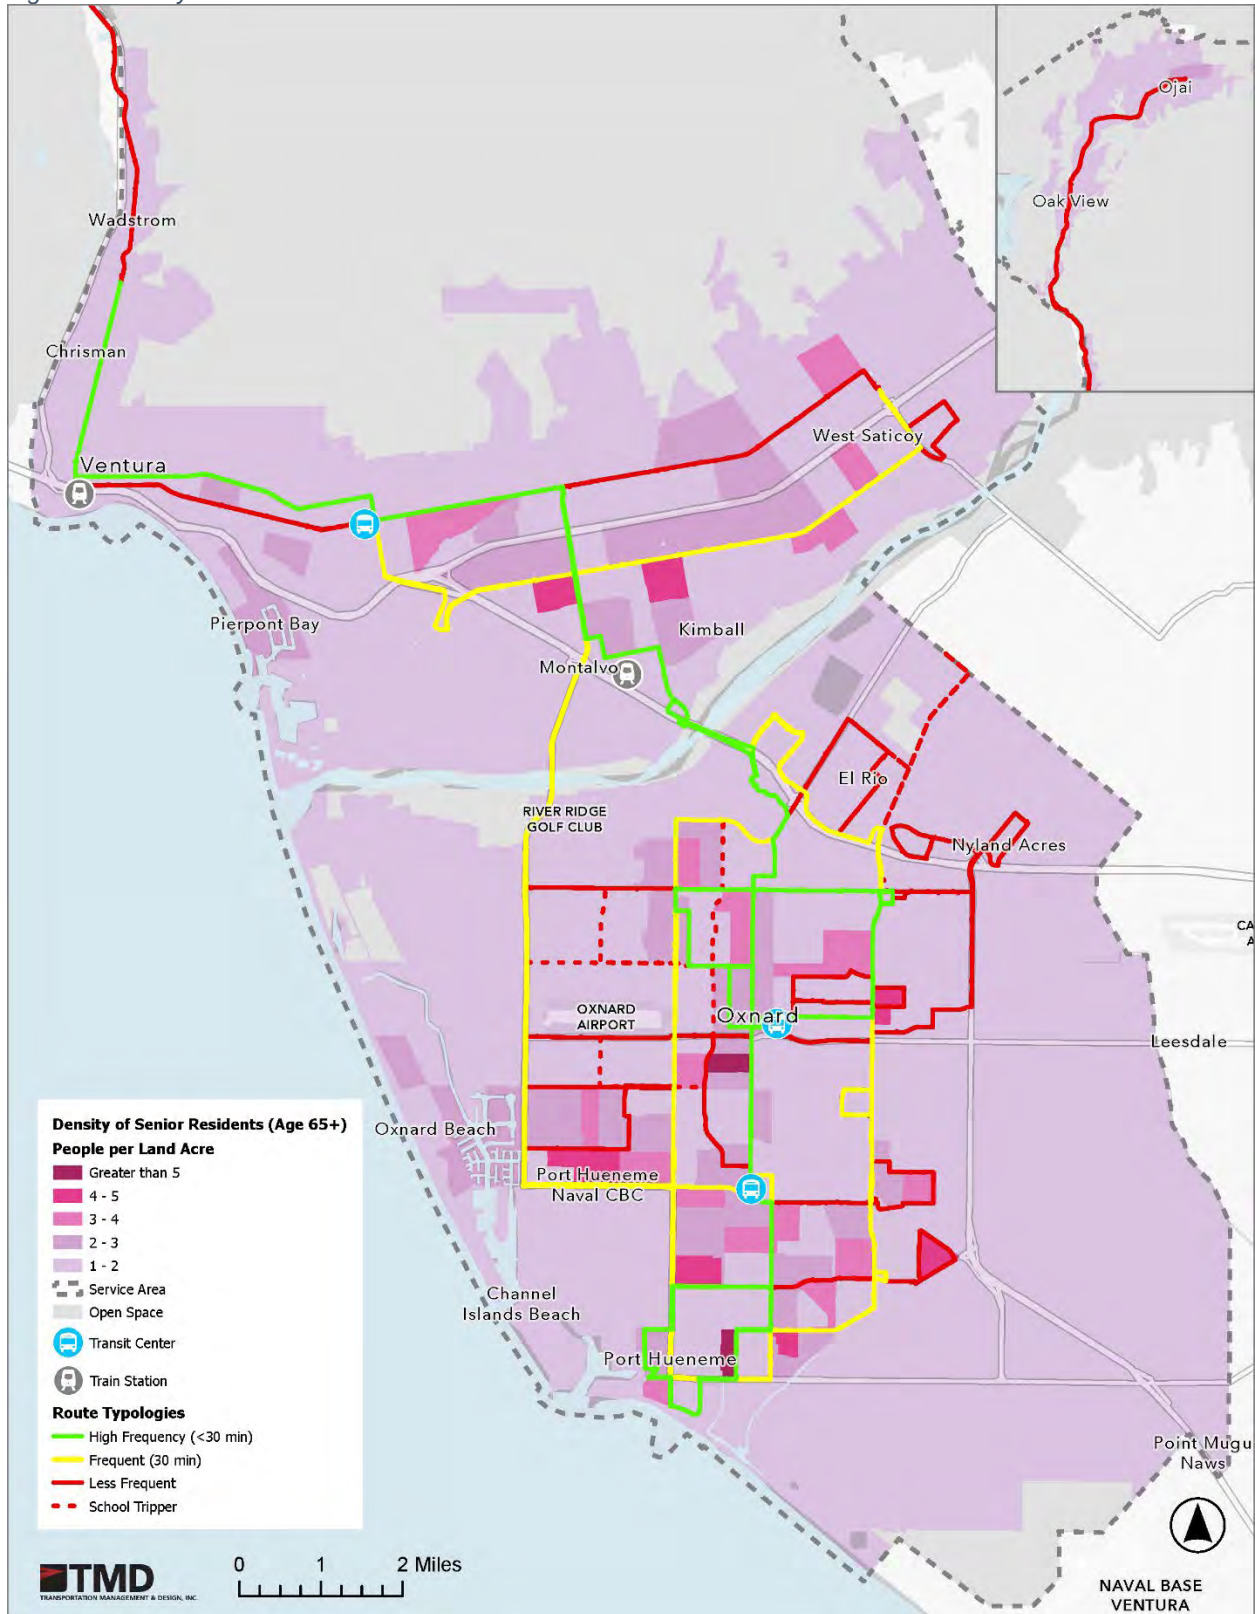 Ojai
Oak View
Wadstrom
Chrisman
Ventura
West Saticoy
Pierpont Bay
Kimball
Montalvo
El Rio
RIVER RIDGE
GOLF CLUB
Nyland Acres
CA
A
OXNARD
AIRPORT
Oxnard
Leesdale
Oxnard Beach
Port Hueneme
Naval CBC
Channel
Islands Beach
Port Hueneme
Point Mugu
Naws
NAVAL BASE
VENTURA
Density of Senior Residents (Age 65+)
People per Land Acre
Greater than 5
4 - 5
3 - 4
2 - 3
1 - 2
Service Area
Open Space
Transit Center
Train Station
Route Typologies
High Frequency (<30 min)
Frequent (30 min)
Less Frequent
School Tripper
TMD
TRANSPORTATION MANAGEMENT & DESIGN, INC.
0 1 2 Miles